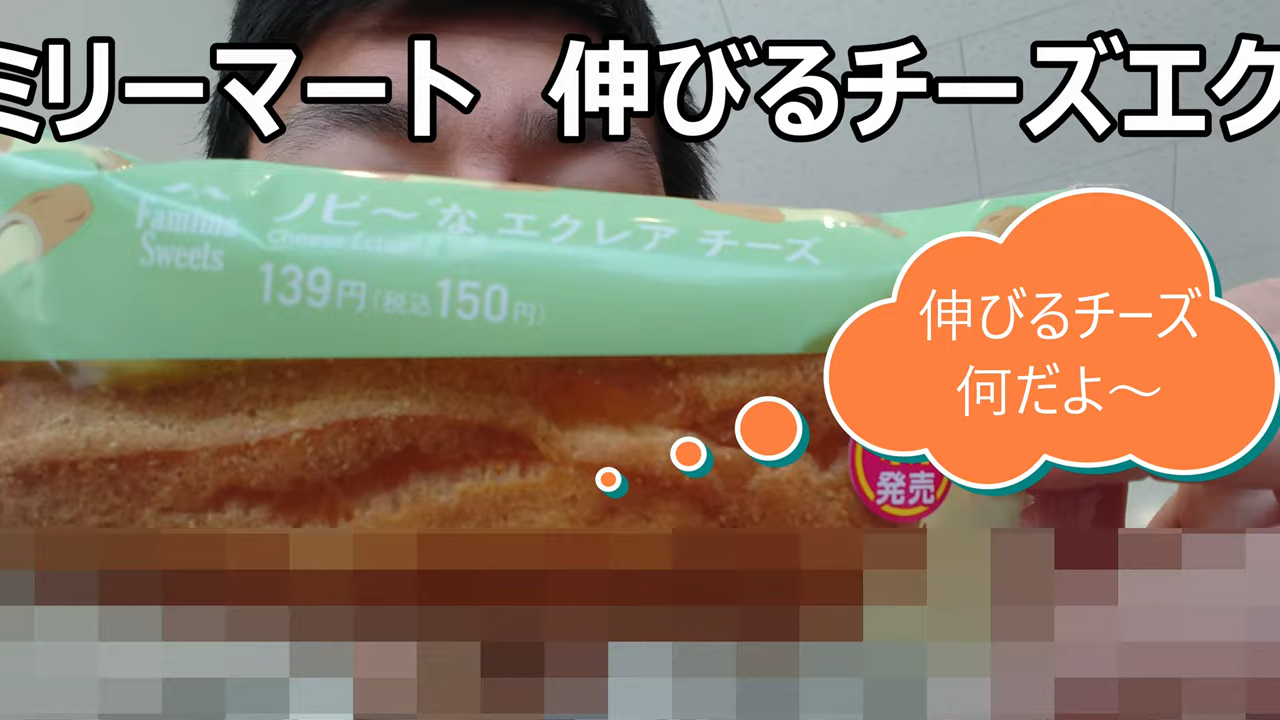 ミリーマート 伸びるチーズエク
Famima
Sweets
ノビ〜な エクレア チーズ
139円(税込150円)
伸びるチーズ
何だよ〜
発売